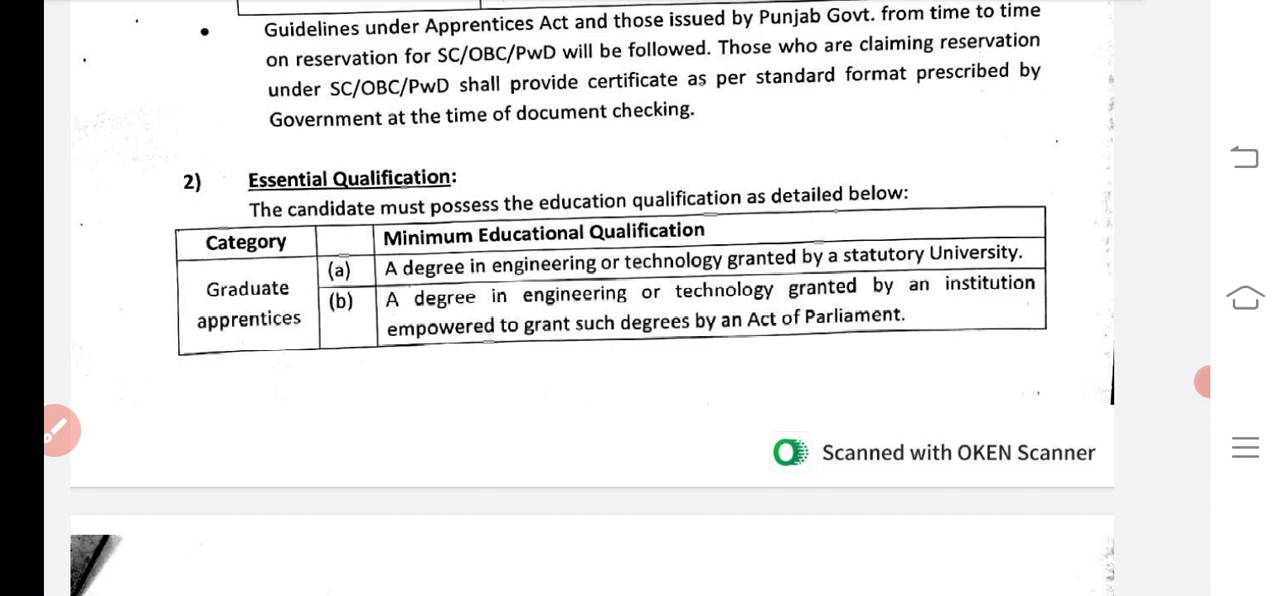 Guidelines under Apprentices Act and those issued by Punjab Govt. from time to time
on reservation for SC/OBC/PwD will be followed. Those who are claiming reservation
under SC/OBC/PwD shall provide certificate as per standard format prescribed by
Government at the time of document checking.
2) Essential Qualification:
The candidate must possess the education qualification as detailed below:
Category Minimum Educational Qualification
Graduate apprentices
(a) A degree in engineering or technology granted by a statutory University.
(b) A degree in engineering or technology granted by an institution
empowered to grant such degrees by an Act of Parliament.
Scanned with OKEN Scanner